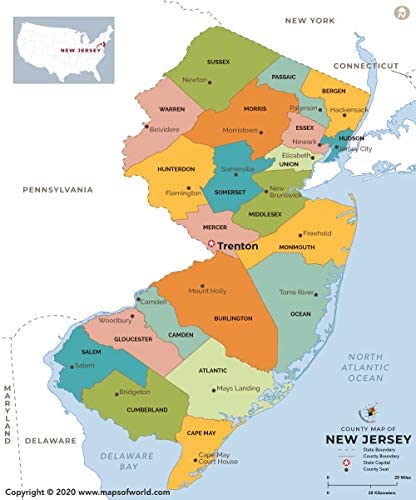 NEW YORK
NEW JERSEY
CONNECTICUT
SUSSEX
Newton
PASSAIC
Paterson
BERGEN
Hackensack
WARREN
Belvidere
MORRIS
Morristown
ESSEX
Newark
HUDSON
Jersey City
Elizabeth
UNION
HUNTERDON
Flemington
Somerville
SOMERSET
New
Brunswick
MIDDLESEX
PENNSYLVANIA
MERCER
Trenton
Freehold
MONMOUTH
Mount Holly
BURLINGTON
Toms River
OCEAN
Camden
CAMDEN
Woodbury
GLOUCESTER
SALEM
Salem
ATLANTIC
Mays Landing
Bridgeton
CUMBERLAND
CAPE MAY
Cape May
Court House
NORTH
ATLANTIC
OCEAN
MARYLAND
DELAWARE
DELAWARE
BAY
COUNTY MAP OF
NEW JERSEY
State Boundary
County Boundary
State Capital
County Seat
0 25 Miles
0 25 Kilometers
Copyright © 2020 www.mapsofworld.com